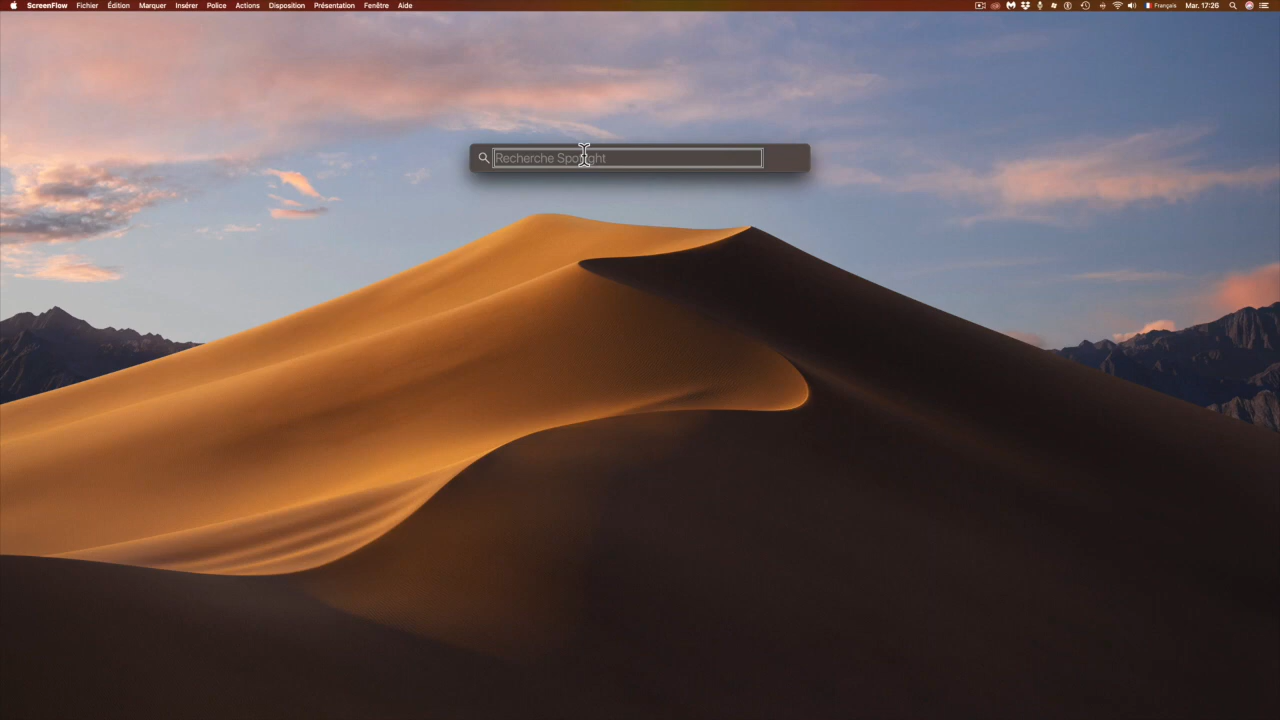 ScreenFlow Fichier Édition Marquer Insérer Police Actions Disposition Présentation Fenêtre Aide Français Mar. 17:26
Recherche Spotlight